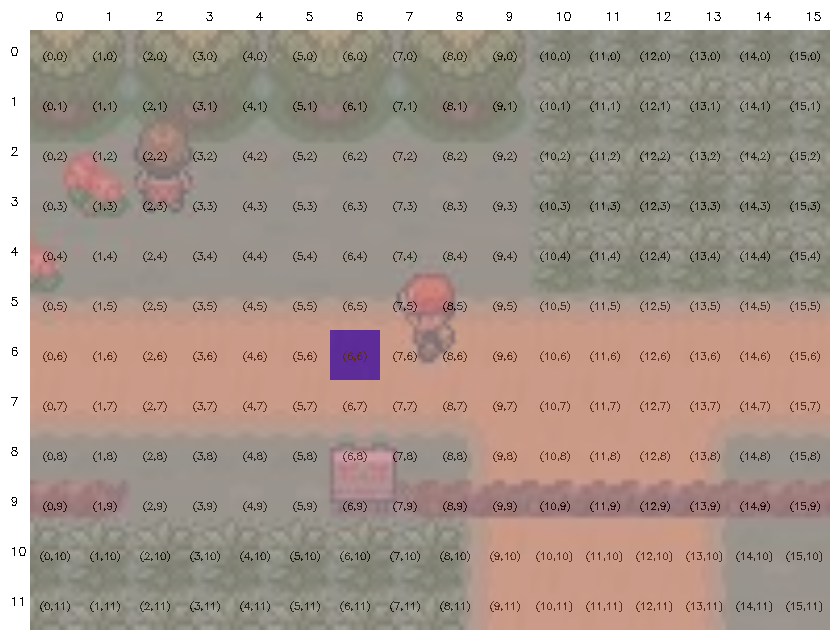 0 1 2 3 4 5 6 7 8 9 10 11 12 13 14 15
0 (0,0) (1,0) (2,0) (3,0) (4,0) (5,0) (6,0) (7,0) (8,0) (9,0) (10,0) (11,0) (12,0) (13,0) (14,0) (15,0)
1 (0,1) (1,1) (2,1) (3,1) (4,1) (5,1) (6,1) (7,1) (8,1) (9,1) (10,1) (11,1) (12,1) (13,1) (14,1) (15,1)
2 (0,2) (1,2) (2,2) (3,2) (4,2) (5,2) (6,2) (7,2) (8,2) (9,2) (10,2) (11,2) (12,2) (13,2) (14,2) (15,2)
3 (0,3) (1,3) (2,3) (3,3) (4,3) (5,3) (6,3) (7,3) (8,3) (9,3) (10,3) (11,3) (12,3) (13,3) (14,3) (15,3)
4 (0,4) (1,4) (2,4) (3,4) (4,4) (5,4) (6,4) (7,4) (8,4) (9,4) (10,4) (11,4) (12,4) (13,4) (14,4) (15,4)
5 (0,5) (1,5) (2,5) (3,5) (4,5) (5,5) (6,5) (7,5) (8,5) (9,5) (10,5) (11,5) (12,5) (13,5) (14,5) (15,5)
6 (0,6) (1,6) (2,6) (3,6) (4,6) (5,6) (6,6) (7,6) (8,6) (9,6) (10,6) (11,6) (12,6) (13,6) (14,6) (15,6)
7 (0,7) (1,7) (2,7) (3,7) (4,7) (5,7) (6,7) (7,7) (8,7) (9,7) (10,7) (11,7) (12,7) (13,7) (14,7) (15,7)
8 (0,8) (1,8) (2,8) (3,8) (4,8) (5,8) (6,8) (7,8) (8,8) (9,8) (10,8) (11,8) (12,8) (13,8) (14,8) (15,8)
9 (0,9) (1,9) (2,9) (3,9) (4,9) (5,9) (6,9) (7,9) (8,9) (9,9) (10,9) (11,9) (12,9) (13,9) (14,9) (15,9)
10 (0,10) (1,10) (2,10) (3,10) (4,10) (5,10) (6,10) (7,10) (8,10) (9,10) (10,10) (11,10) (12,10) (13,10) (14,10) (15,10)
11 (0,11) (1,11) (2,11) (3,11) (4,11) (5,11) (6,11) (7,11) (8,11) (9,11) (10,11) (11,11) (12,11) (13,11) (14,11) (15,11)